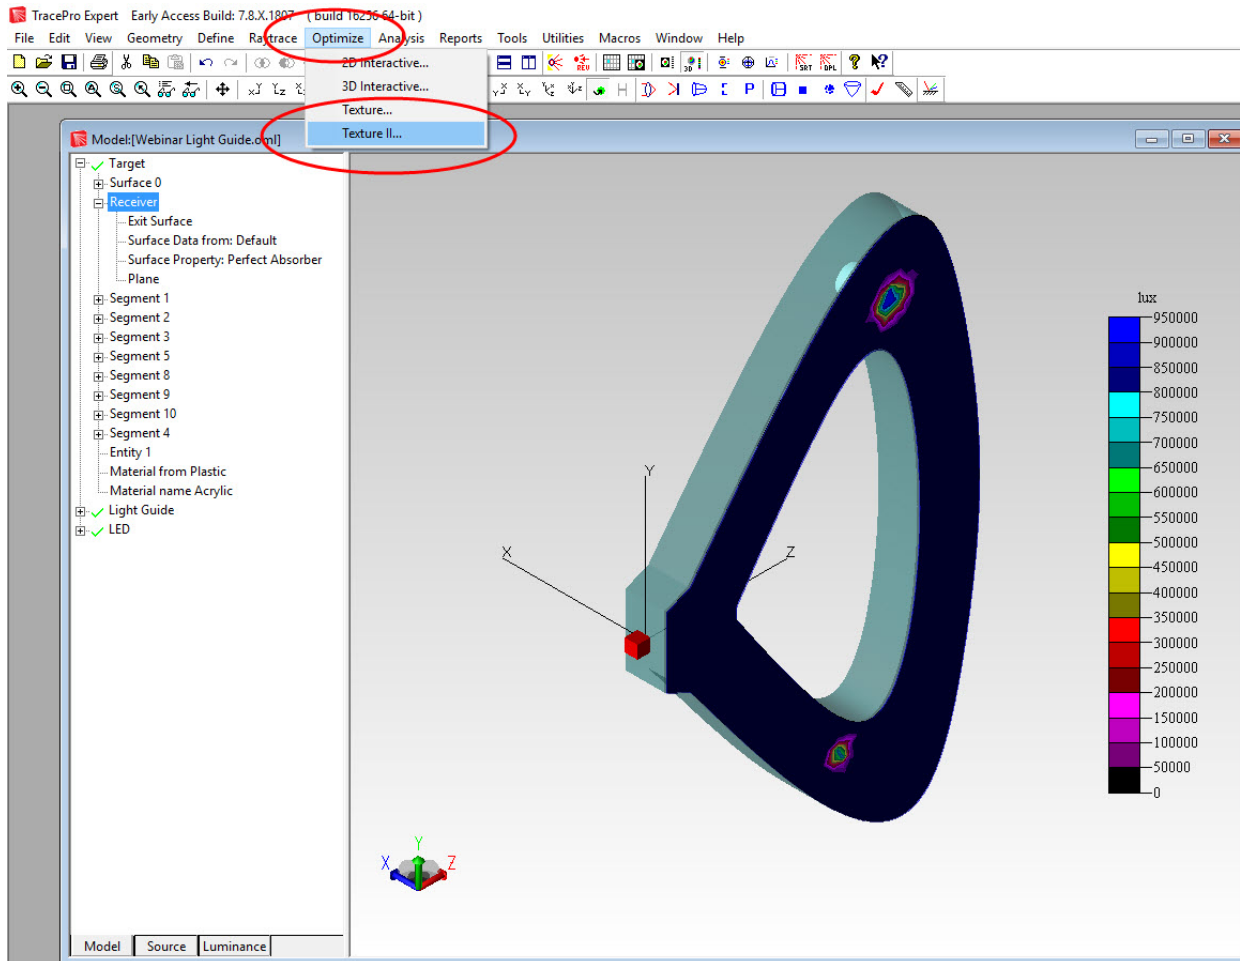 TracePro Expert Early Access Build: 7.8.X.1807 ( build 16256 64-bit )
File Edit View Geometry Define Raytrace Optimize Analysis Reports Tools Utilities Macros Window Help
2D Interactive...
3D Interactive...
Texture...
Texture II...
Model:[Webinar Light Guide.oml]
Target
Surface 0
Receiver
Exit Surface
Surface Data from: Default
Surface Property: Perfect Absorber
Plane
Segment 1
Segment 2
Segment 3
Segment 5
Segment 8
Segment 9
Segment 10
Segment 4
Entity 1
Material from Plastic
Material name Acrylic
Light Guide
LED
Y
X
Z
lux
950000
900000
850000
800000
750000
700000
650000
600000
550000
500000
450000
400000
350000
300000
250000
200000
150000
100000
50000
0
Y
X
Z
Model Source Luminance